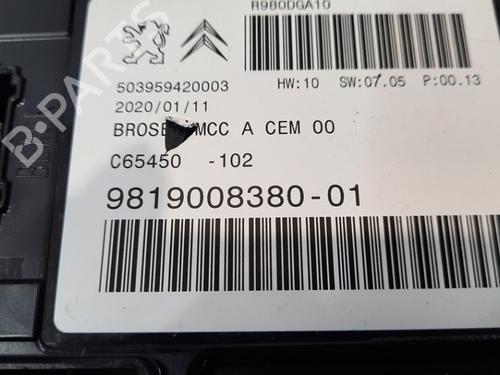 R980DGA10
503959420003 HW:10 SW:07.05 P:00.13
2020/01/11
MCC A CEM 00
C65450 -102
9819008380-01
B-PARTS